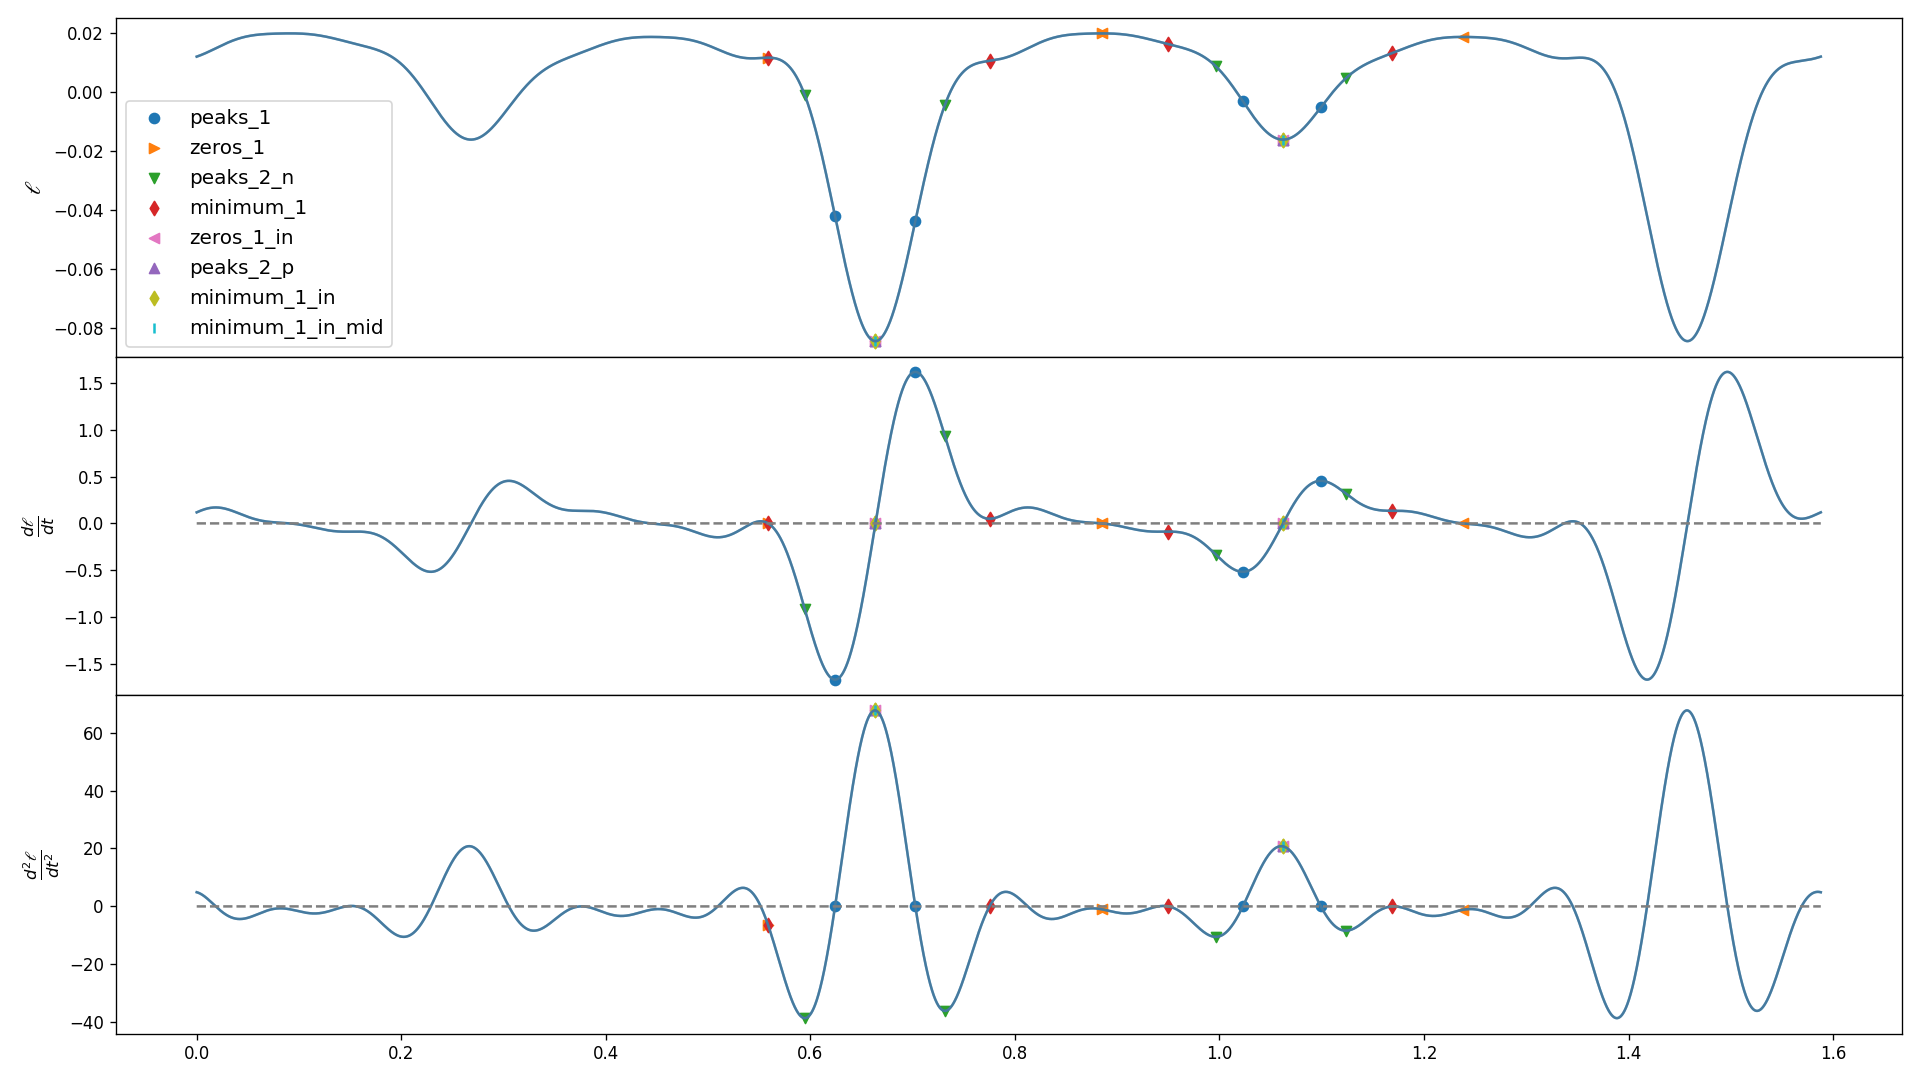 0.02
0.00
−0.02
−0.04
−0.06
−0.08
ℓ
peaks_1
zeros_1
peaks_2_n
minimum_1
zeros_1_in
peaks_2_p
minimum_1_in
minimum_1_in_mid
1.5
1.0
0.5
0.0
−0.5
−1.0
−1.5
dℓ/dt
60
40
20
0
−20
−40
d²ℓ/dt²
0.0 0.2 0.4 0.6 0.8 1.0 1.2 1.4 1.6